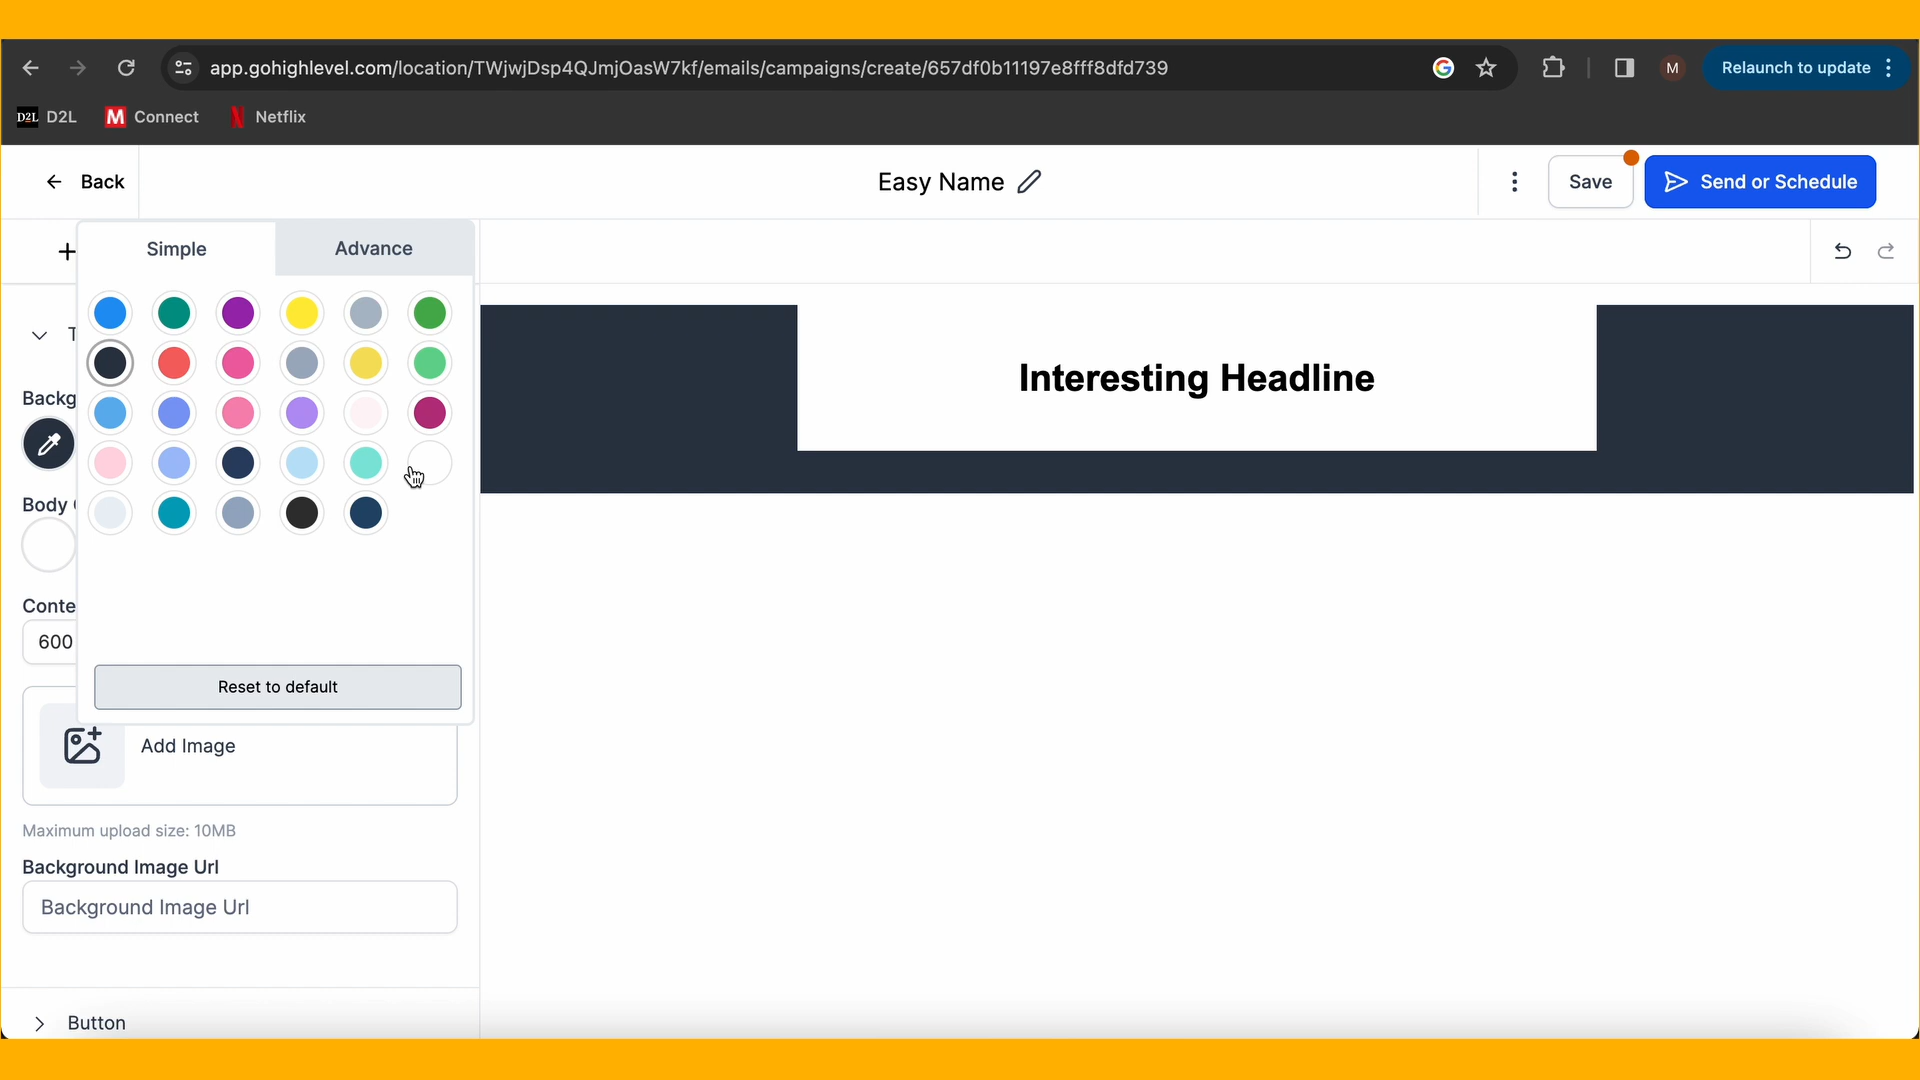 app.gohighlevel.com/location/TWjwjDsp4QJmjOasW7kf/emails/campaigns/create/657df0b11197e8fff8dfd739
M
Relaunch to update
D2L D2L
M Connect
Netflix
Back
Easy Name
Save
Send or Schedule
Simple
Advance
T
Backg
Body
Conte
600
Reset to default
Add Image
Maximum upload size: 10MB
Background Image Url
Background Image Url
Button
Interesting Headline